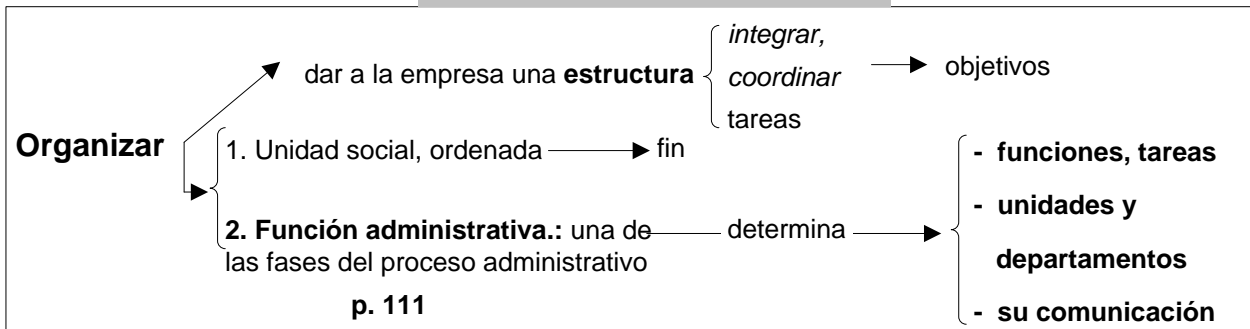 integrar,
dar a la empresa una estructura
coordinar
objetivos
tareas
Organizar
1. Unidad social, ordenada
fin
2. Función administrativa.: una de
las fases del proceso administrativo
p. 111
determina
- funciones, tareas
- unidades y
departamentos
- su comunicación